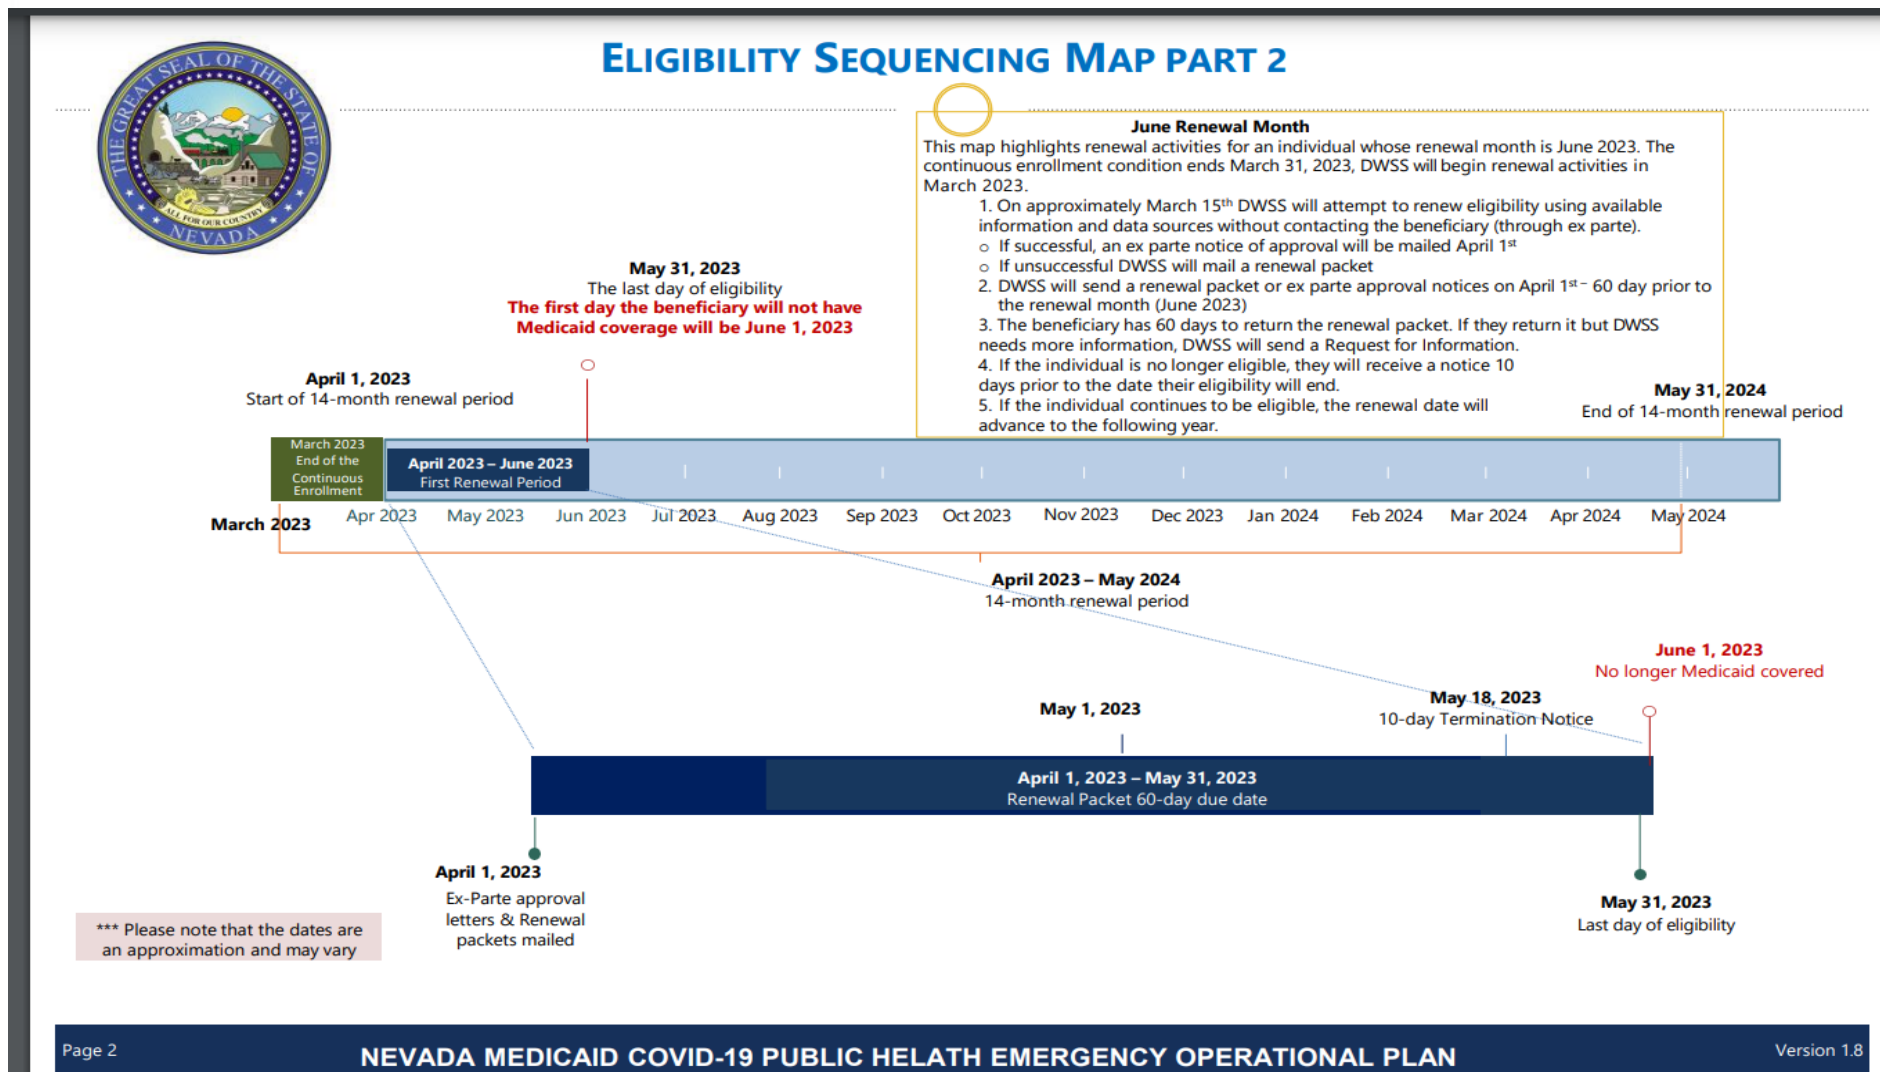 ELIGIBILITY SEQUENCING MAP PART 2
THE GREAT SEAL OF THE STATE OF
NEVADA
ALL FOR OUR COUNTRY
June Renewal Month
This map highlights renewal activities for an individual whose renewal month is June 2023. The
continuous enrollment condition ends March 31, 2023, DWSS will begin renewal activities in
March 2023.
1. On approximately March 15th DWSS will attempt to renew eligibility using available
information and data sources without contacting the beneficiary (through ex parte).
o If successful, an ex parte notice of approval will be mailed April 1st
o If unsuccessful DWSS will mail a renewal packet
2. DWSS will send a renewal packet or ex parte approval notices on April 1st – 60 day prior to
the renewal month (June 2023)
3. The beneficiary has 60 days to return the renewal packet. If they return it but DWSS
needs more information, DWSS will send a Request for Information.
4. If the individual is no longer eligible, they will receive a notice 10
days prior to the date their eligibility will end.
5. If the individual continues to be eligible, the renewal date will
advance to the following year.
May 31, 2023
The last day of eligibility
The first day the beneficiary will not have
Medicaid coverage will be June 1, 2023
April 1, 2023
Start of 14-month renewal period
May 31, 2024
End of 14-month renewal period
March 2023
End of the
Continuous
Enrollment
April 2023 – June 2023
First Renewal Period
March 2023
Apr 2023
May 2023
Jun 2023
Jul 2023
Aug 2023
Sep 2023
Oct 2023
Nov 2023
Dec 2023
Jan 2024
Feb 2024
Mar 2024
Apr 2024
May 2024
April 2023 – May 2024
14-month renewal period
June 1, 2023
No longer Medicaid covered
May 1, 2023
May 18, 2023
10-day Termination Notice
April 1, 2023 – May 31, 2023
Renewal Packet 60-day due date
April 1, 2023
Ex-Parte approval
letters & Renewal
packets mailed
May 31, 2023
Last day of eligibility
*** Please note that the dates are
an approximation and may vary
Page 2
NEVADA MEDICAID COVID-19 PUBLIC HELATH EMERGENCY OPERATIONAL PLAN
Version 1.8